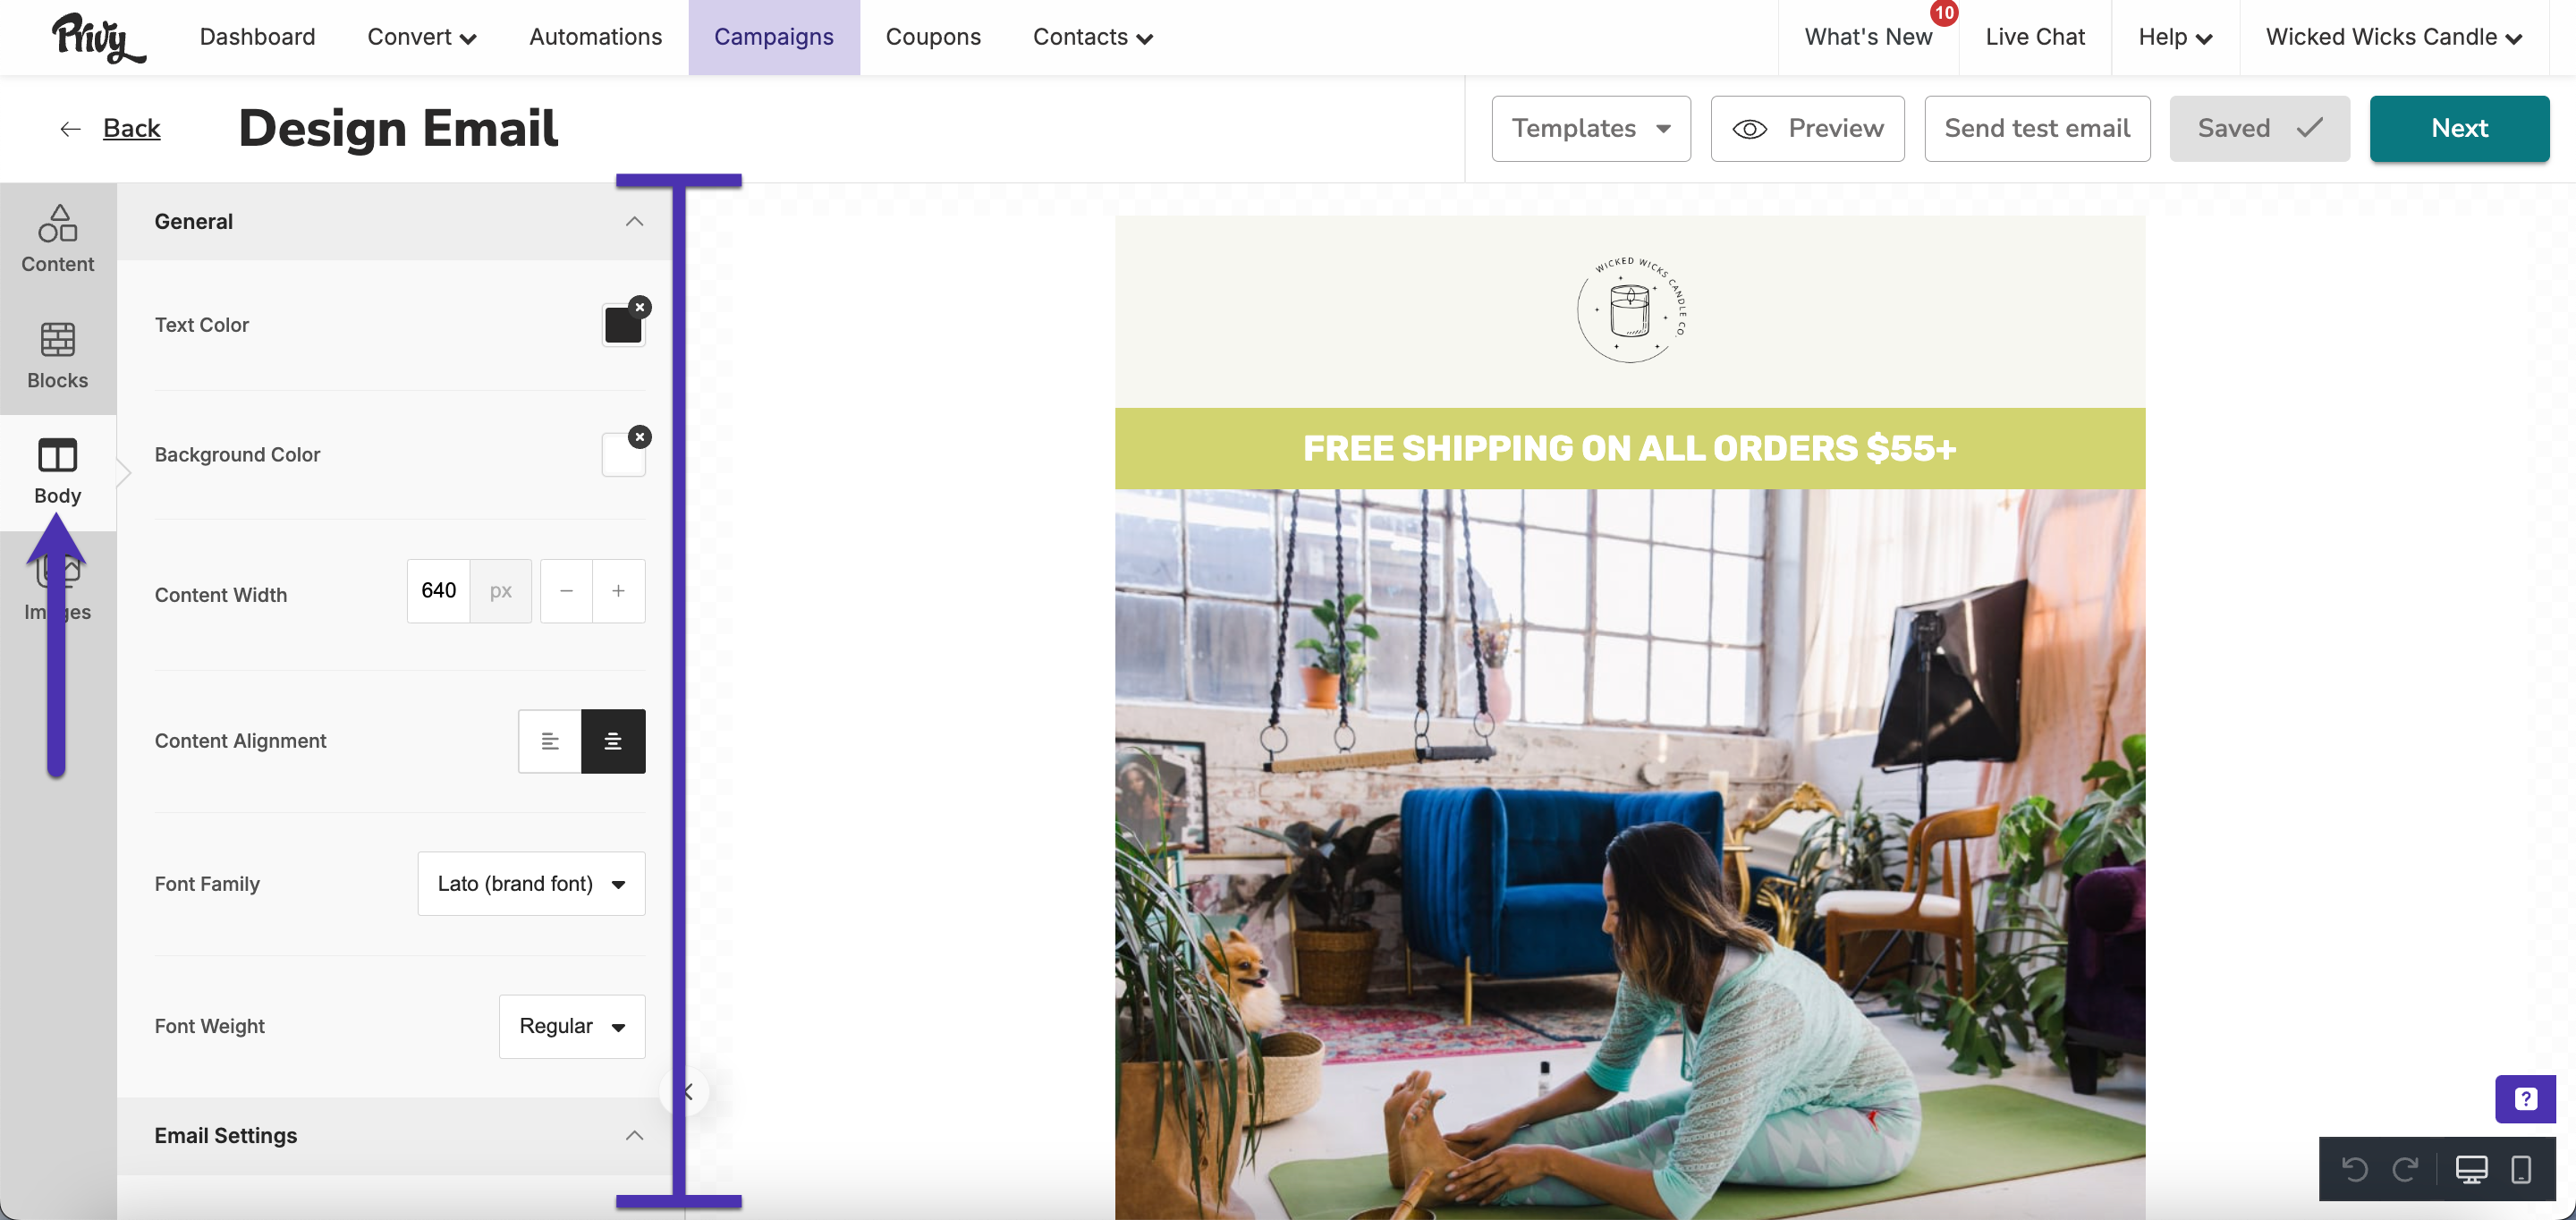 Privy
Dashboard
Convert
Automations
Campaigns
Coupons
Contacts
What's New
10
Live Chat
Help
Wicked Wicks Candle
Back
Design Email
Templates
Preview
Send test email
Saved
Next
Content
Blocks
Body
Images
General
Text Color
Background Color
Content Width
640
px
Content Alignment
Font Family
Lato (brand font)
Font Weight
Regular
Email Settings
WICKED WICKS CANDLE CO.
FREE SHIPPING ON ALL ORDERS $55+
?